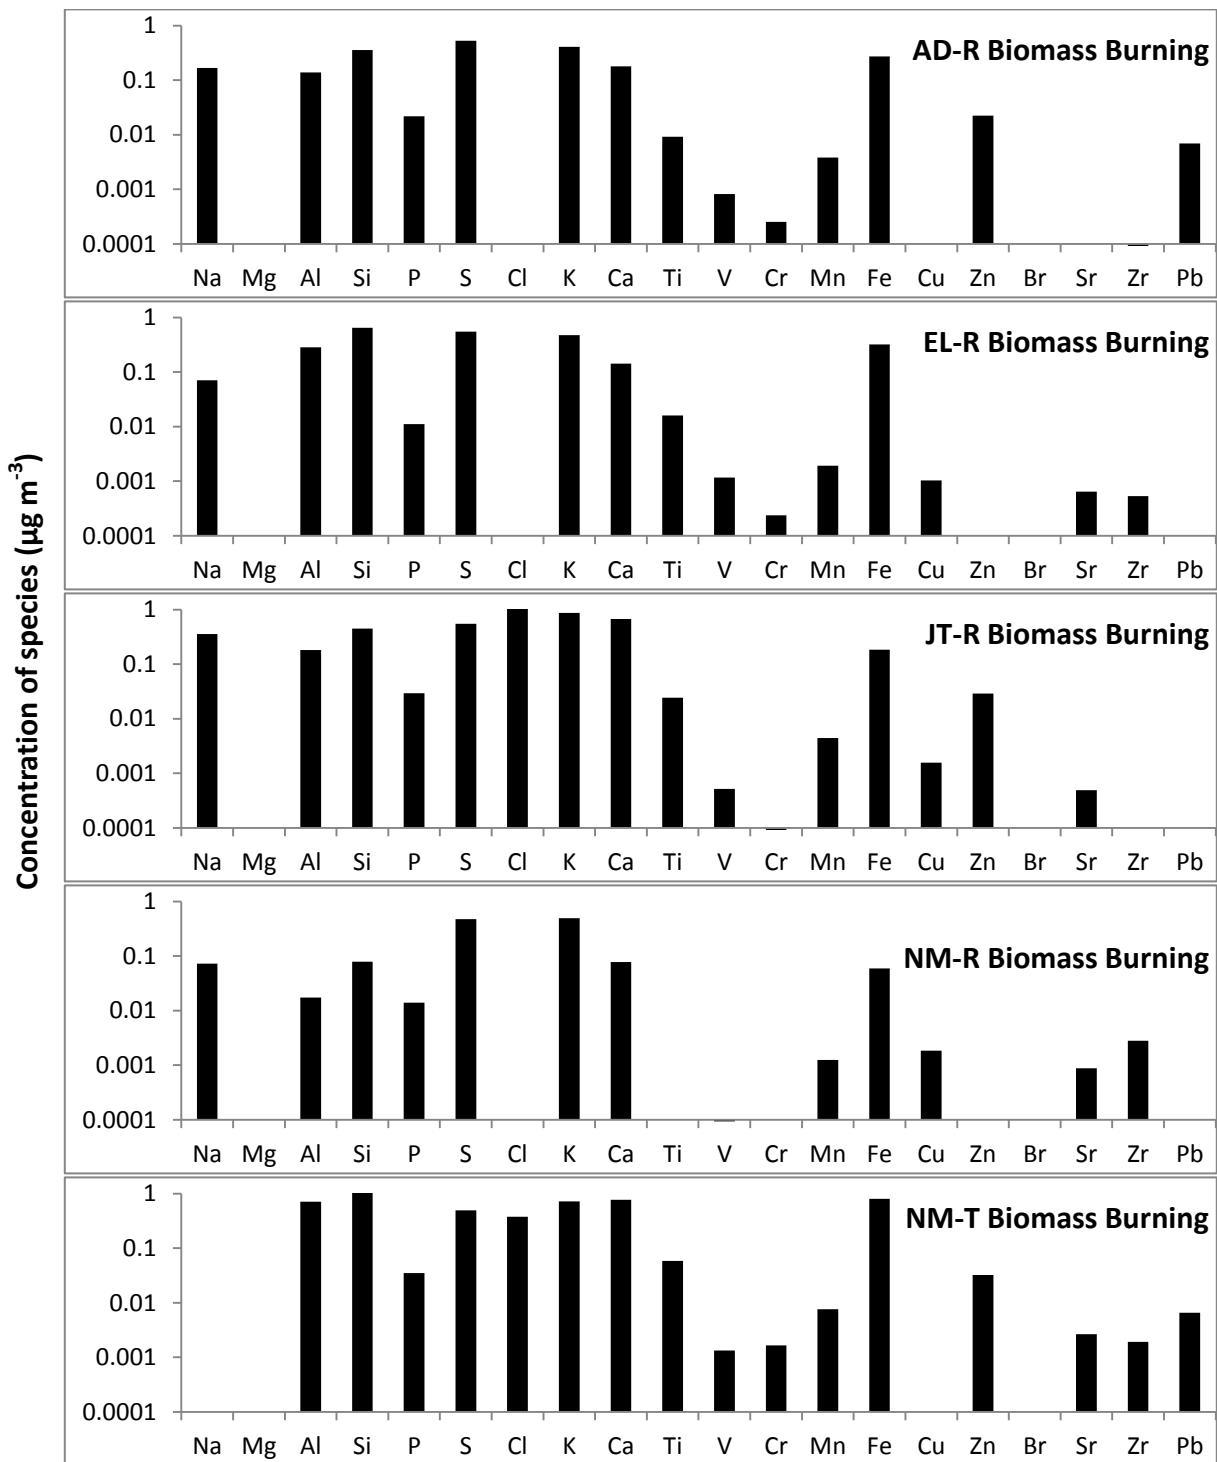 Concentration of species (µg m-3)
AD-R Biomass Burning
1
0.1
0.01
0.001
0.0001
Na Mg Al Si P S Cl K Ca Ti V Cr Mn Fe Cu Zn Br Sr Zr Pb
EL-R Biomass Burning
1
0.1
0.01
0.001
0.0001
Na Mg Al Si P S Cl K Ca Ti V Cr Mn Fe Cu Zn Br Sr Zr Pb
JT-R Biomass Burning
1
0.1
0.01
0.001
0.0001
Na Mg Al Si P S Cl K Ca Ti V Cr Mn Fe Cu Zn Br Sr Zr Pb
NM-R Biomass Burning
1
0.1
0.01
0.001
0.0001
Na Mg Al Si P S Cl K Ca Ti V Cr Mn Fe Cu Zn Br Sr Zr Pb
NM-T Biomass Burning
1
0.1
0.01
0.001
0.0001
Na Mg Al Si P S Cl K Ca Ti V Cr Mn Fe Cu Zn Br Sr Zr Pb